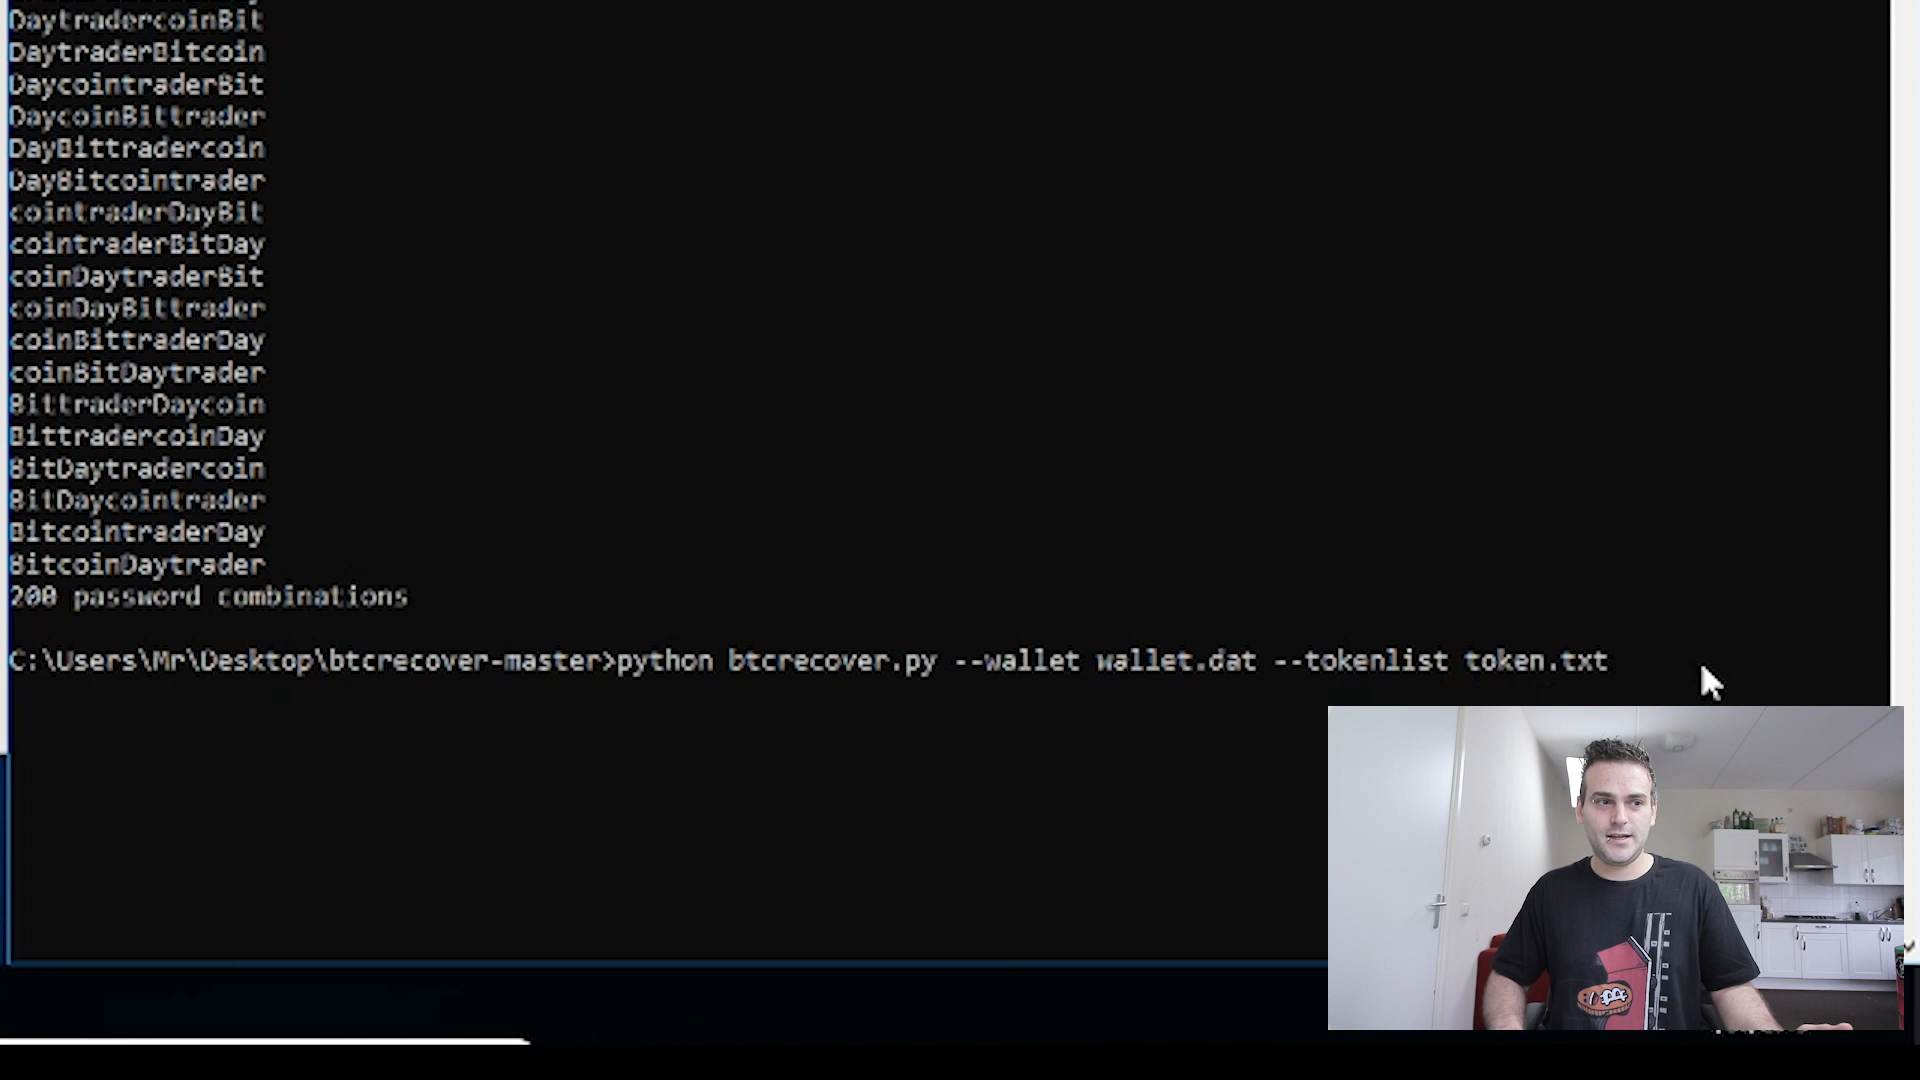 DaytradercoinBit
DaytraderBitcoin
DaycointraderBit
DaycoinBittrader
DayBittradercoin
DayBitcointrader
cointraderDayBit
cointraderBitDay
coinDaytraderBit
coinDayBittrader
coinBittraderDay
coinBitDaytrader
BittraderDaycoin
BittradercoinDay
BitDaytradercoin
BitDaycointrader
BitcointraderDay
BitcoinDaytrader
200 password combinations
C:\Users\Mr\Desktop\btcrecover-master>python btcrecover.py --wallet wallet.dat --tokenlist token.txt